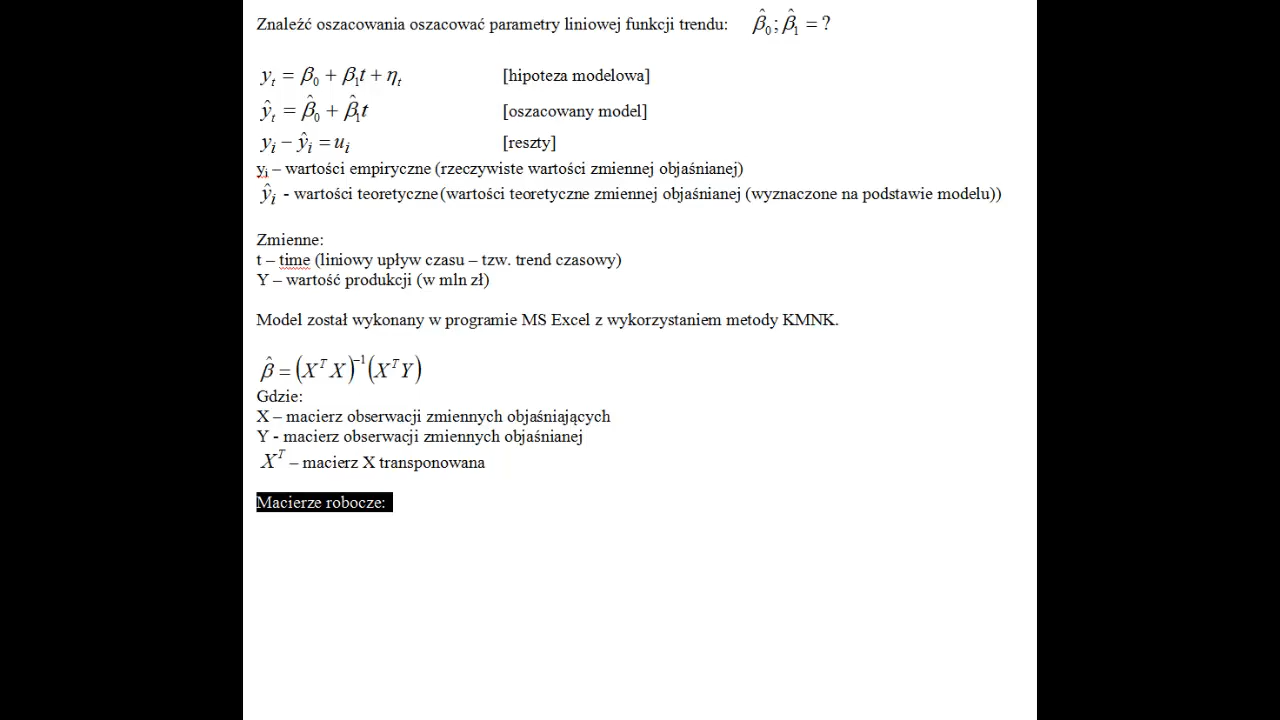 Znaleźć oszacowania oszacować parametry liniowej funkcji trendu: β̂₀; β̂₁ = ?
yₜ = β₀ + β₁t + ηₜ [hipoteza modelowa]
ŷₜ = β̂₀ + β̂₁t [oszacowany model]
yᵢ − ŷᵢ = uᵢ [reszty]
yᵢ – wartości empiryczne (rzeczywiste wartości zmiennej objaśnianej)
ŷᵢ - wartości teoretyczne (wartości teoretyczne zmiennej objaśnianej (wyznaczone na podstawie modelu))
Zmienne:
t – time (liniowy upływ czasu – tzw. trend czasowy)
Y – wartość produkcji (w mln zł)
Model został wykonany w programie MS Excel z wykorzystaniem metody KMNK.
β̂ = (XᵀX)⁻¹(XᵀY)
Gdzie:
X – macierz obserwacji zmiennych objaśniających
Y - macierz obserwacji zmiennych objaśnianej
Xᵀ – macierz X transponowana
Macierze robocze: